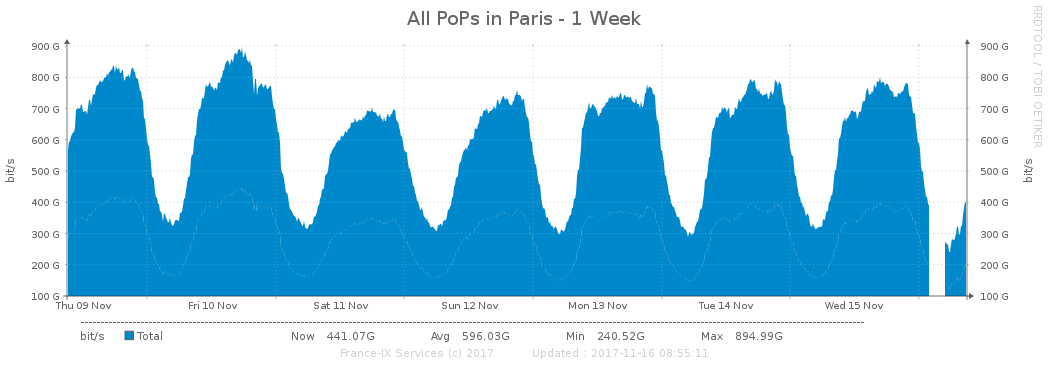 All PoPs in Paris - 1 Week
RRDTOOL / TOBI OETIKER
900 G 900 G
800 G 800 G
700 G 700 G
600 G 600 G
500 G 500 G
400 G 400 G
300 G 300 G
200 G 200 G
100 G 100 G
bit/s
bit/s
Thu 09 Nov Fri 10 Nov Sat 11 Nov Sun 12 Nov Mon 13 Nov Tue 14 Nov Wed 15 Nov
bit/s Total Now 441.07G Avg 596.03G Min 240.52G Max 894.99G
France-IX Services (c) 2017 Updated : 2017-11-16 08:55:11